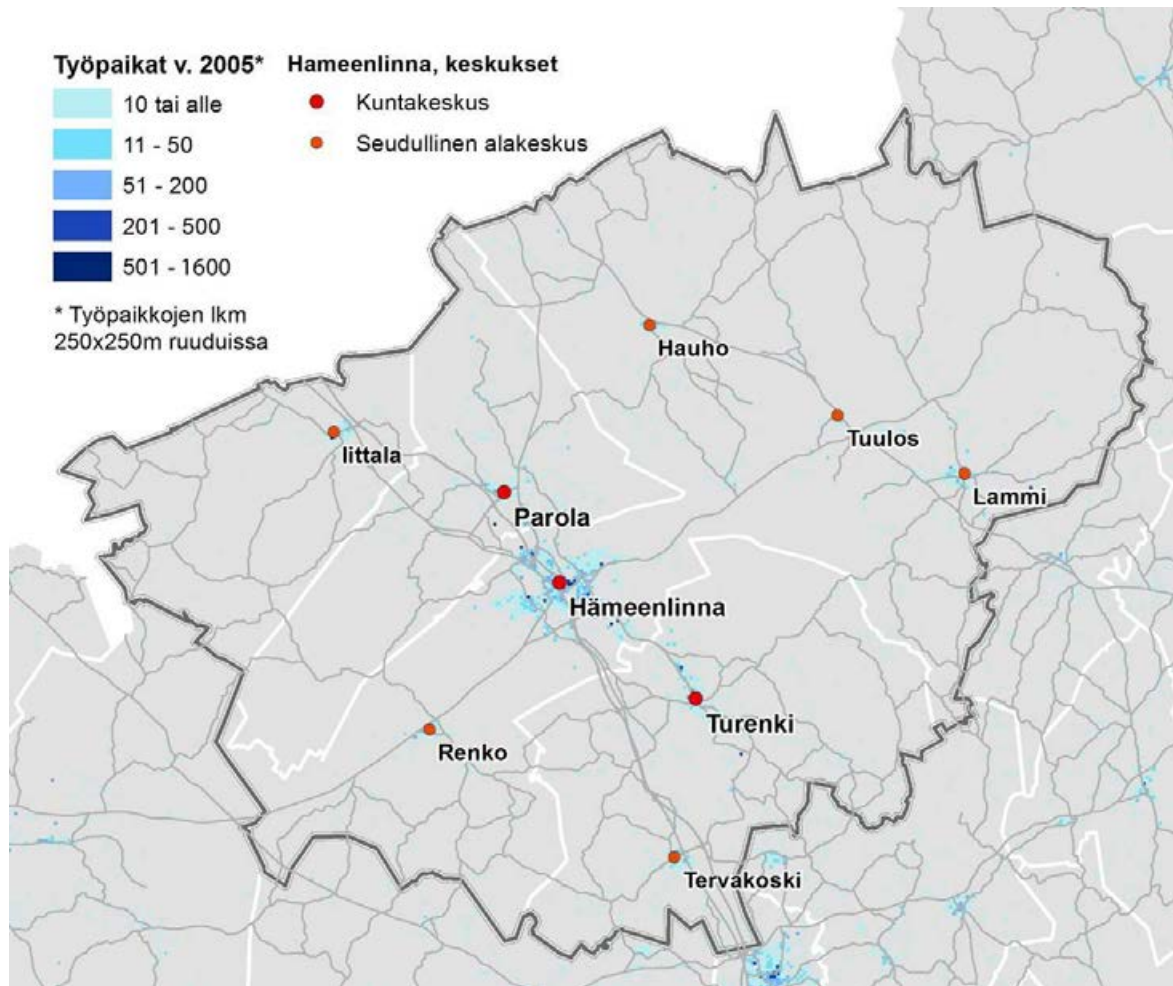 Työpaikat v. 2005*
10 tai alle
11 - 50
51 - 200
201 - 500
501 - 1600
* Työpaikkojen lkm
250x250m ruuduissa
Hameenlinna, keskukset
Kuntakeskus
Seudullinen alakeskus
Hauho
Tuulos
Iittala
Lammi
Parola
Hämeenlinna
Turenki
Renko
Tervakoski